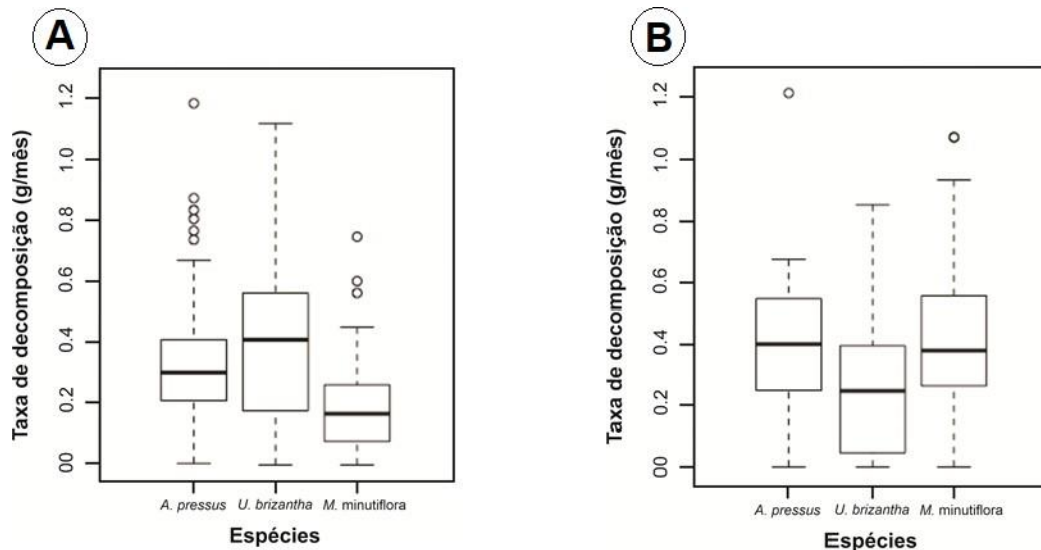 A
Taxa de decomposição (g/mês)
1.2
1.0
0.8
0.6
0.4
0.2
00
A. pressus U. brizantha M. minutiflora
Espécies
B
Taxa de decomposição (g/mês)
1.2
1.0
0.8
0.6
0.4
0.2
00
A. pressus U. brizantha M. minutiflora
Espécies